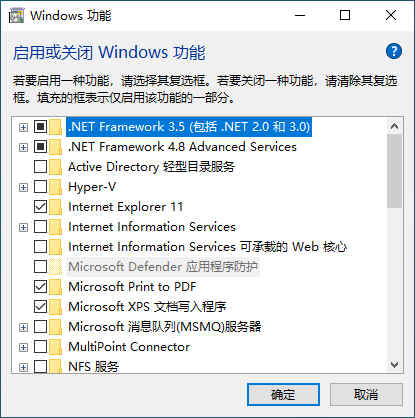 Windows 功能
启用或关闭 Windows 功能
若要启用一种功能，请选择其复选框。若要关闭一种功能，请清除其复选
框。填充的框表示仅启用该功能的一部分。
.NET Framework 3.5 (包括 .NET 2.0 和 3.0)
.NET Framework 4.8 Advanced Services
Active Directory 轻型目录服务
Hyper-V
Internet Explorer 11
Internet Information Services
Internet Information Services 可承载的 Web 核心
Microsoft Defender 应用程序防护
Microsoft Print to PDF
Microsoft XPS 文档写入程序
Microsoft 消息队列(MSMQ)服务器
MultiPoint Connector
NFS 服务
确定
取消